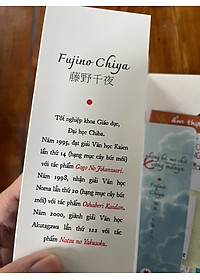 Fujino Chiya
藤野千夜
Tốt nghiệp khoa Giáo dục,
Đại học Chiba.
Năm 1995, đạt giải Văn học Kaien
lần thứ 14 (hạng mục cây bút mới)
với tác phẩm Gogo No Jikanwari.
Năm 1998, nhận giải Văn học
Noma lần thứ 20 (hạng mục cây bút
mới) với tác phẩm Oshaberi Kaidan.
Năm 2000, giành giải Văn học
Akutagawa lần thứ 122 với tác
phẩm Natsu no Yakusoku.